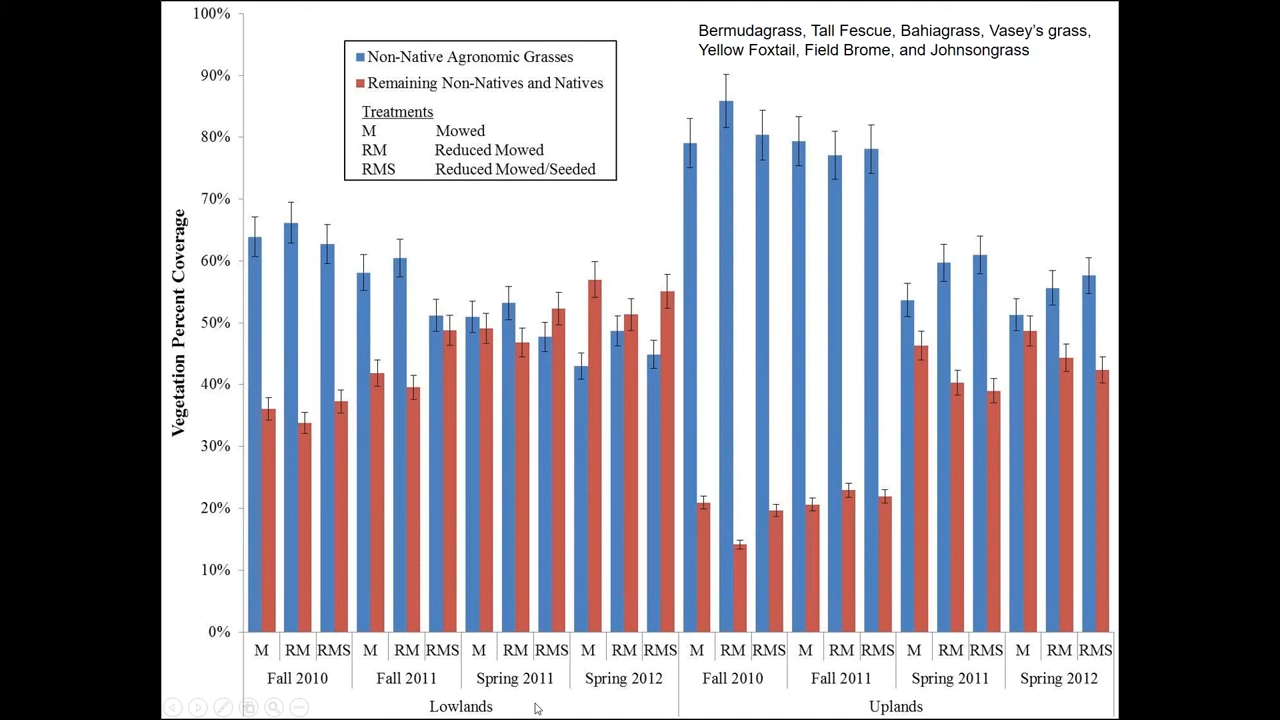 100%
90%
80%
70%
60%
50%
40%
30%
20%
10%
0%
Vegetation Percent Coverage
Non-Native Agronomic Grasses
Remaining Non-Natives and Natives
Treatments
M Mowed
RM Reduced Mowed
RMS Reduced Mowed/Seeded
Bermudagrass, Tall Fescue, Bahiagrass, Vasey's grass,
Yellow Foxtail, Field Brome, and Johnsongrass
M RM RMS M RM RMS M RM RMS M RM RMS M RM RMS M RM RMS M RM RMS M RM RMS
Fall 2010 Fall 2011 Spring 2011 Spring 2012 Fall 2010 Fall 2011 Spring 2011 Spring 2012
Lowlands Uplands